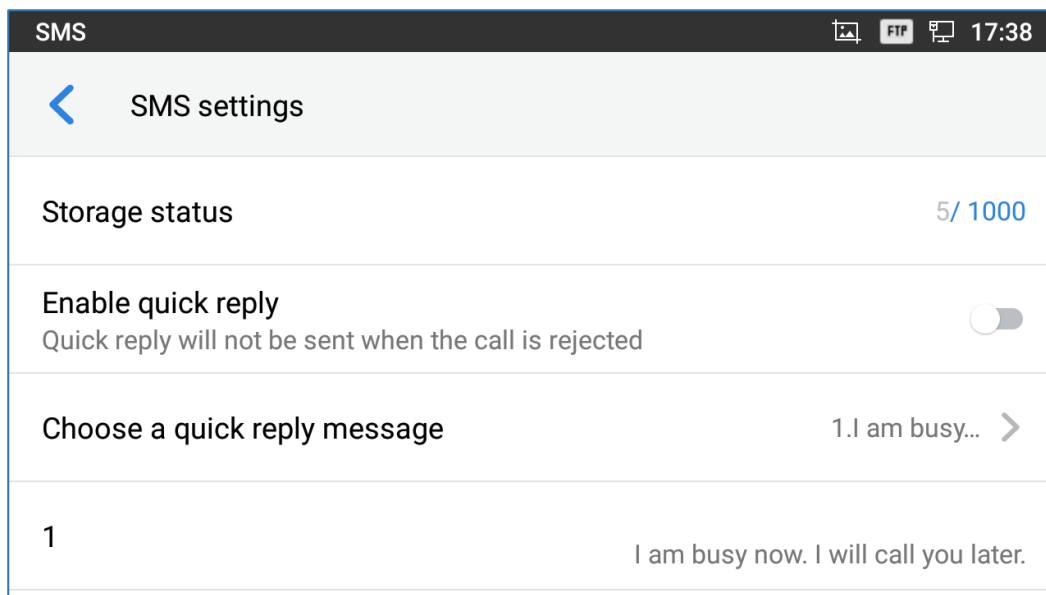 SMS
FTP 17:38
SMS settings
Storage status
5/ 1000
Enable quick reply
Quick reply will not be sent when the call is rejected
Choose a quick reply message
1.I am busy...
1
I am busy now. I will call you later.